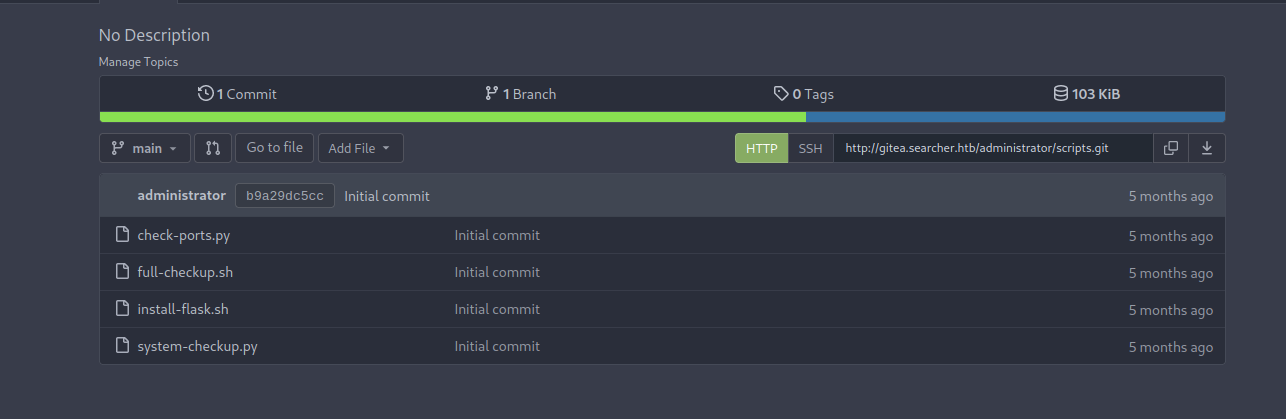 No Description
Manage Topics
1 Commit 1 Branch 0 Tags 103 KiB
main Go to file Add File HTTP SSH http://gitea.searcher.htb/administrator/scripts.git
administrator b9a29dc5cc Initial commit 5 months ago
check-ports.py Initial commit 5 months ago
full-checkup.sh Initial commit 5 months ago
install-flask.sh Initial commit 5 months ago
system-checkup.py Initial commit 5 months ago